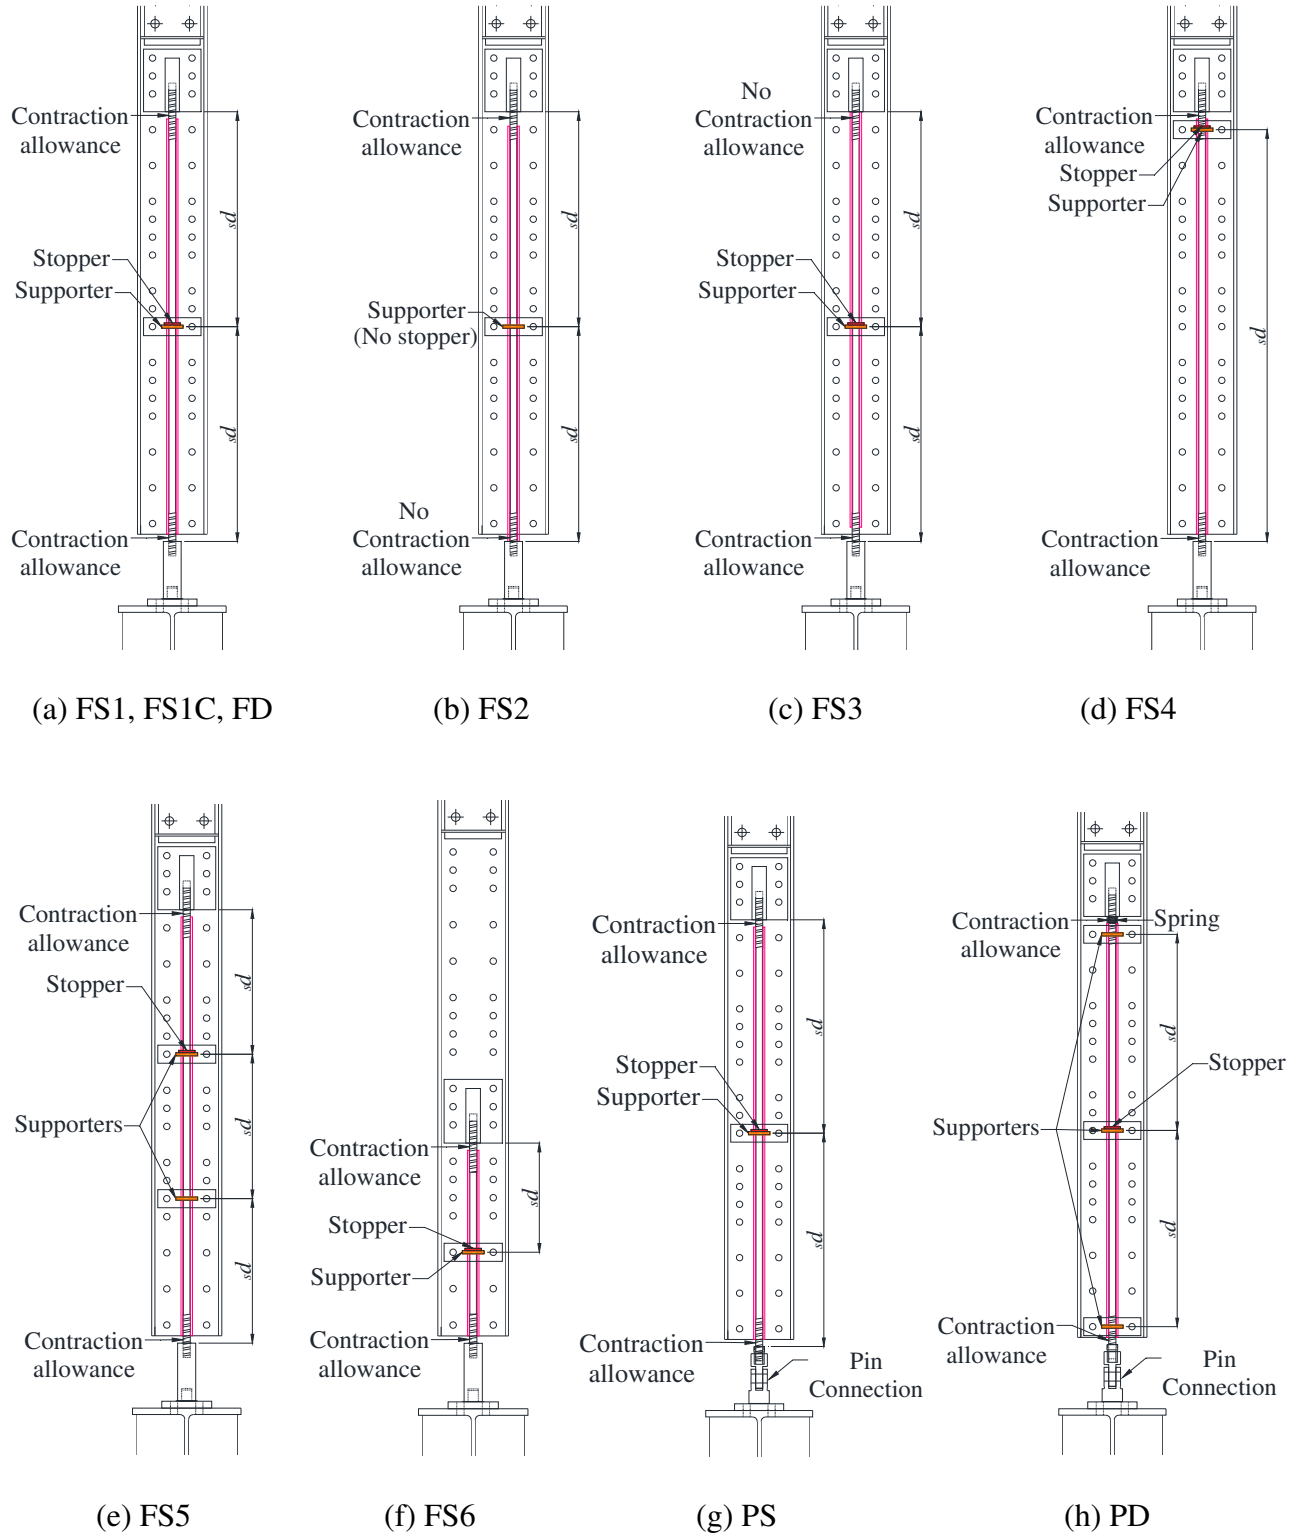 Contraction
allowance
Stopper
Supporter
Contraction
allowance
sd
sd
(a) FS1, FS1C, FD
Contraction
allowance
Supporter
(No stopper)
No
Contraction
allowance
sd
sd
(b) FS2
No
Contraction
allowance
Stopper
Supporter
Contraction
allowance
sd
sd
(c) FS3
Contraction
allowance
Stopper
Supporter
Contraction
allowance
sd
(d) FS4
Contraction
allowance
Stopper
Supporters
Contraction
allowance
sd
sd
sd
(e) FS5
Contraction
allowance
Stopper
Supporter
Contraction
allowance
sd
(f) FS6
Contraction
allowance
Stopper
Supporter
Contraction
allowance
sd
sd
Pin
Connection
(g) PS
Contraction
allowance
Spring
Stopper
Supporters
Contraction
allowance
sd
sd
Pin
Connection
(h) PD